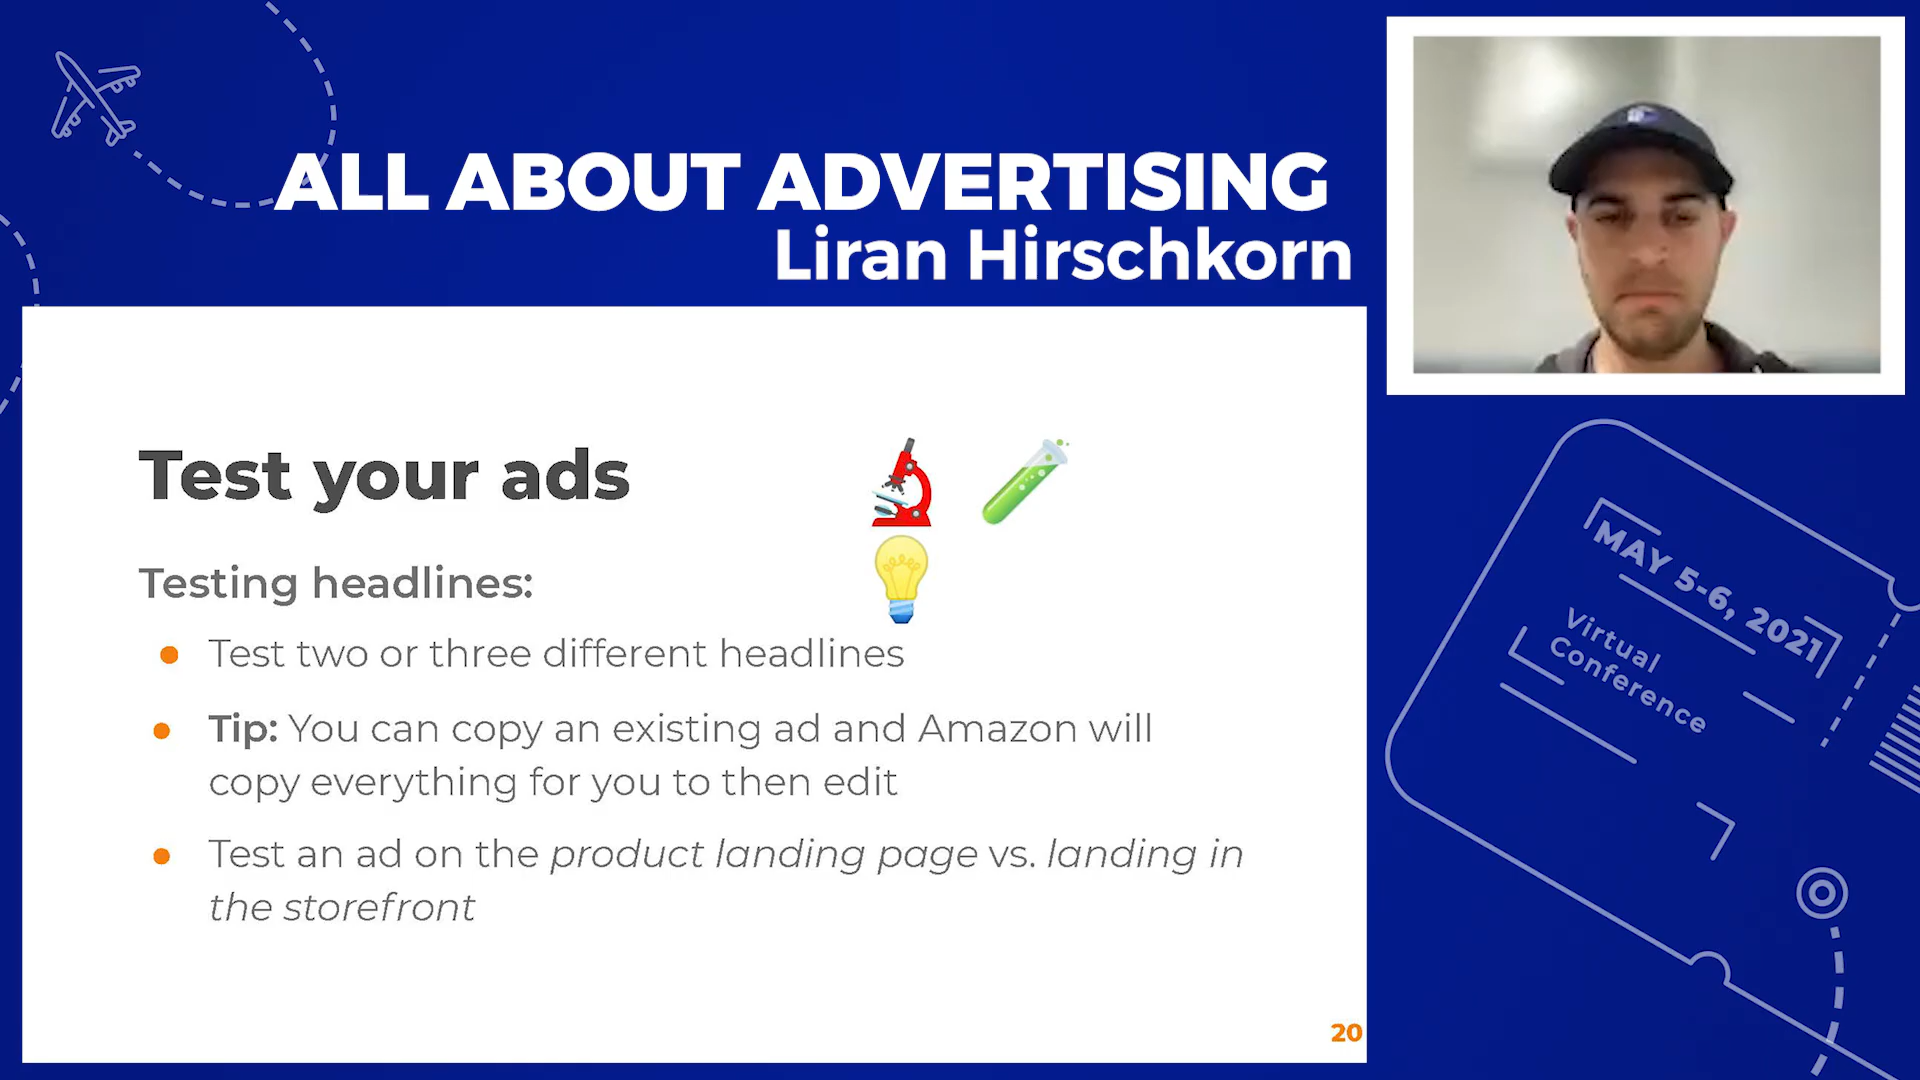 ALL ABOUT ADVERTISING
Liran Hirschkorn
Test your ads
Testing headlines:
Test two or three different headlines
Tip: You can copy an existing ad and Amazon will
copy everything for you to then edit
Test an ad on the product landing page vs. landing in
the storefront
20
MAY 5-6, 2021
Virtual
Conference